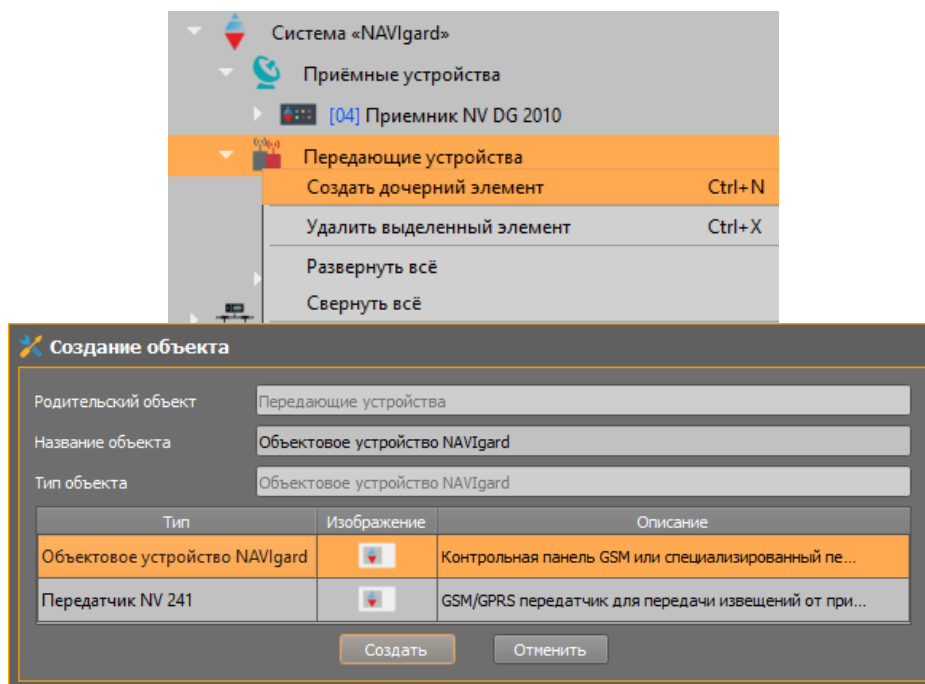 Система «NAVIgard»
Приёмные устройства
[04] Приемник NV DG 2010
Передающие устройства
Создать дочерний элемент Ctrl+N
Удалить выделенный элемент Ctrl+X
Развернуть всё
Свернуть всё
Создание объекта
Родительский объект Передающие устройства
Название объекта Объектовое устройство NAVIgard
Тип объекта Объектовое устройство NAVIgard
Тип Изображение Описание
Объектовое устройство NAVIgard Контрольная панель GSM или специализированный пе...
Передатчик NV 241 GSM/GPRS передатчик для передачи извещений от при...
Создать Отменить